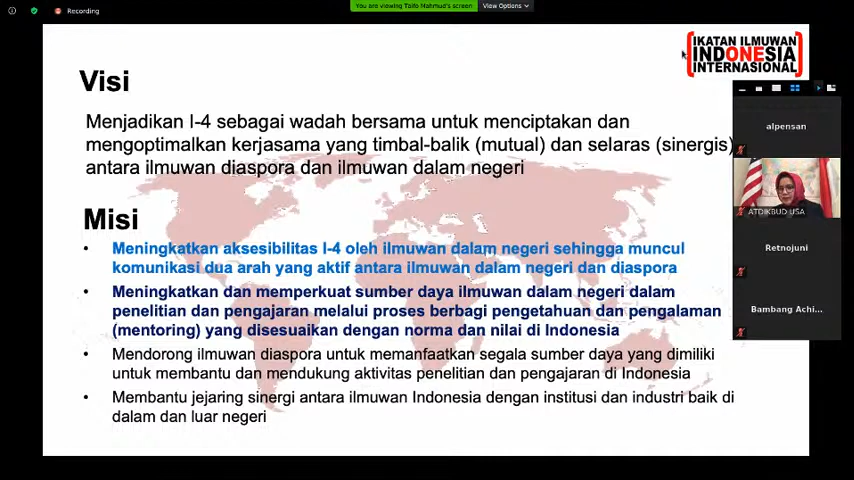 Recording
You are viewing Taifo Mahmud's screen
View Options
IKATAN ILMUWAN
INDONESIA
INTERNASIONAL
Visi
Menjadikan I-4 sebagai wadah bersama untuk menciptakan dan
mengoptimalkan kerjasama yang timbal-balik (mutual) dan selaras (sinergis)
antara ilmuwan diaspora dan ilmuwan dalam negeri
Misi
• Meningkatkan aksesibilitas I-4 oleh ilmuwan dalam negeri sehingga muncul
komunikasi dua arah yang aktif antara ilmuwan dalam negeri dan diaspora
• Meningkatkan dan memperkuat sumber daya ilmuwan dalam negeri dalam
penelitian dan pengajaran melalui proses berbagi pengetahuan dan pengalaman
(mentoring) yang disesuaikan dengan norma dan nilai di Indonesia
• Mendorong ilmuwan diaspora untuk memanfaatkan segala sumber daya yang dimiliki
untuk membantu dan mendukung aktivitas penelitian dan pengajaran di Indonesia
• Membantu jejaring sinergi antara ilmuwan Indonesia dengan institusi dan industri baik di
dalam dan luar negeri
alpensan
ATDIKBUD USA
Retnojuni
Bambang Achi...